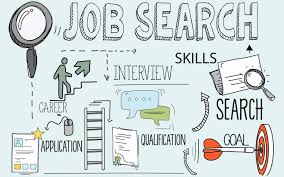 JOB SEARCH
SKILLS
INTERVIEW
CAREER
SEARCH
APPLICATION
QUALIFICATION
GOAL